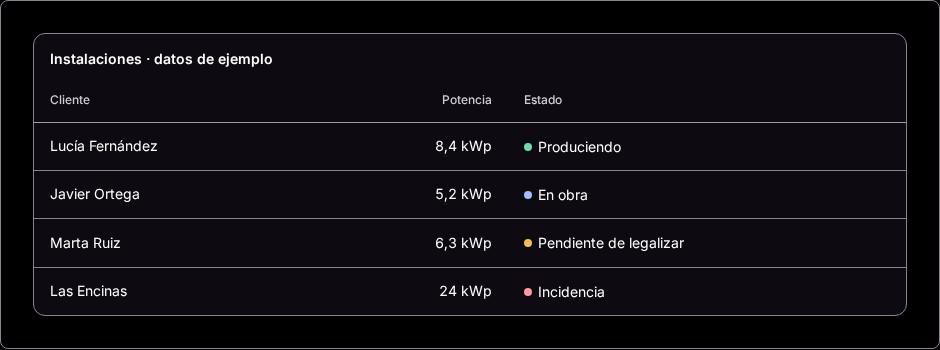 Instalaciones · datos de ejemplo
Cliente Potencia Estado
Lucía Fernández 8,4 kWp Produciendo
Javier Ortega 5,2 kWp En obra
Marta Ruiz 6,3 kWp Pendiente de legalizar
Las Encinas 24 kWp Incidencia